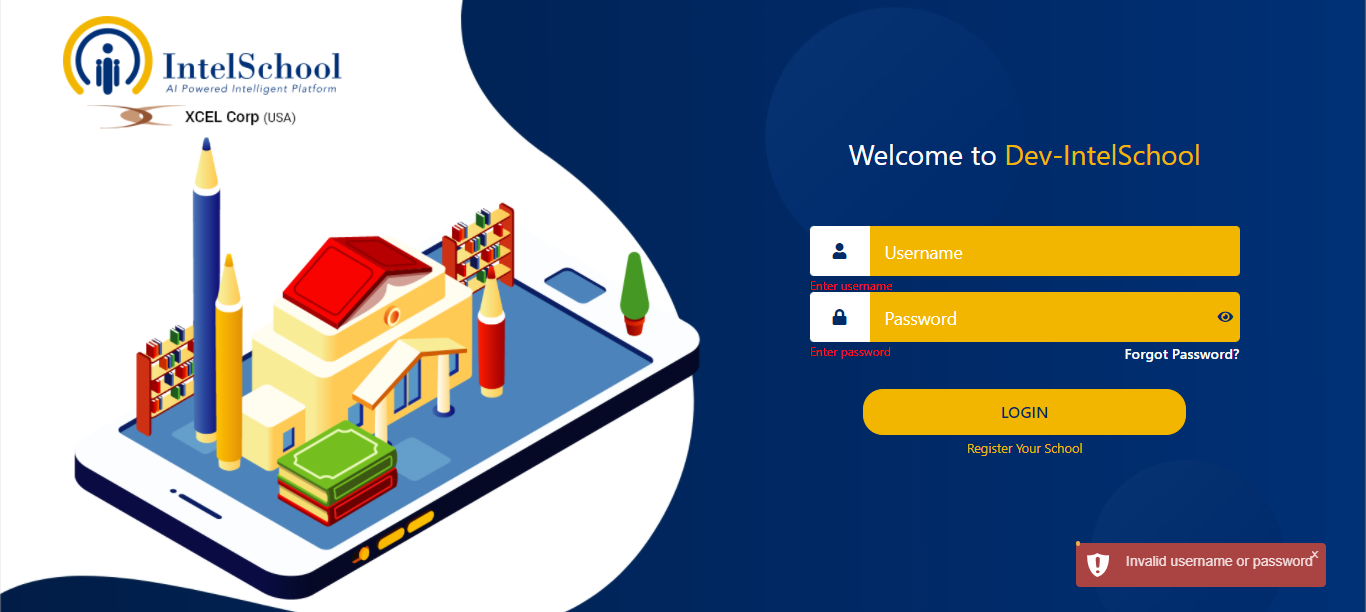 IntelSchool
AI Powered Intelligent Platform
XCEL Corp (USA)
Welcome to Dev-IntelSchool
Username
Enter username
Password
Enter password
Forgot Password?
LOGIN
Register Your School
Invalid username or password
×